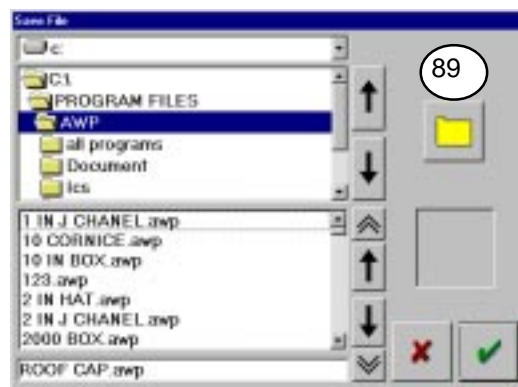 Save File
c:
89
C:\
PROGRAM FILES
AWP
all programs
Document
lcs
1 IN J CHANEL.awp
10 CORNICE.awp
10 IN BOX.awp
123.awp
2 IN HAT.awp
2 IN J CHANEL.awp
2000 BOX.awp
ROOF CAP.awp